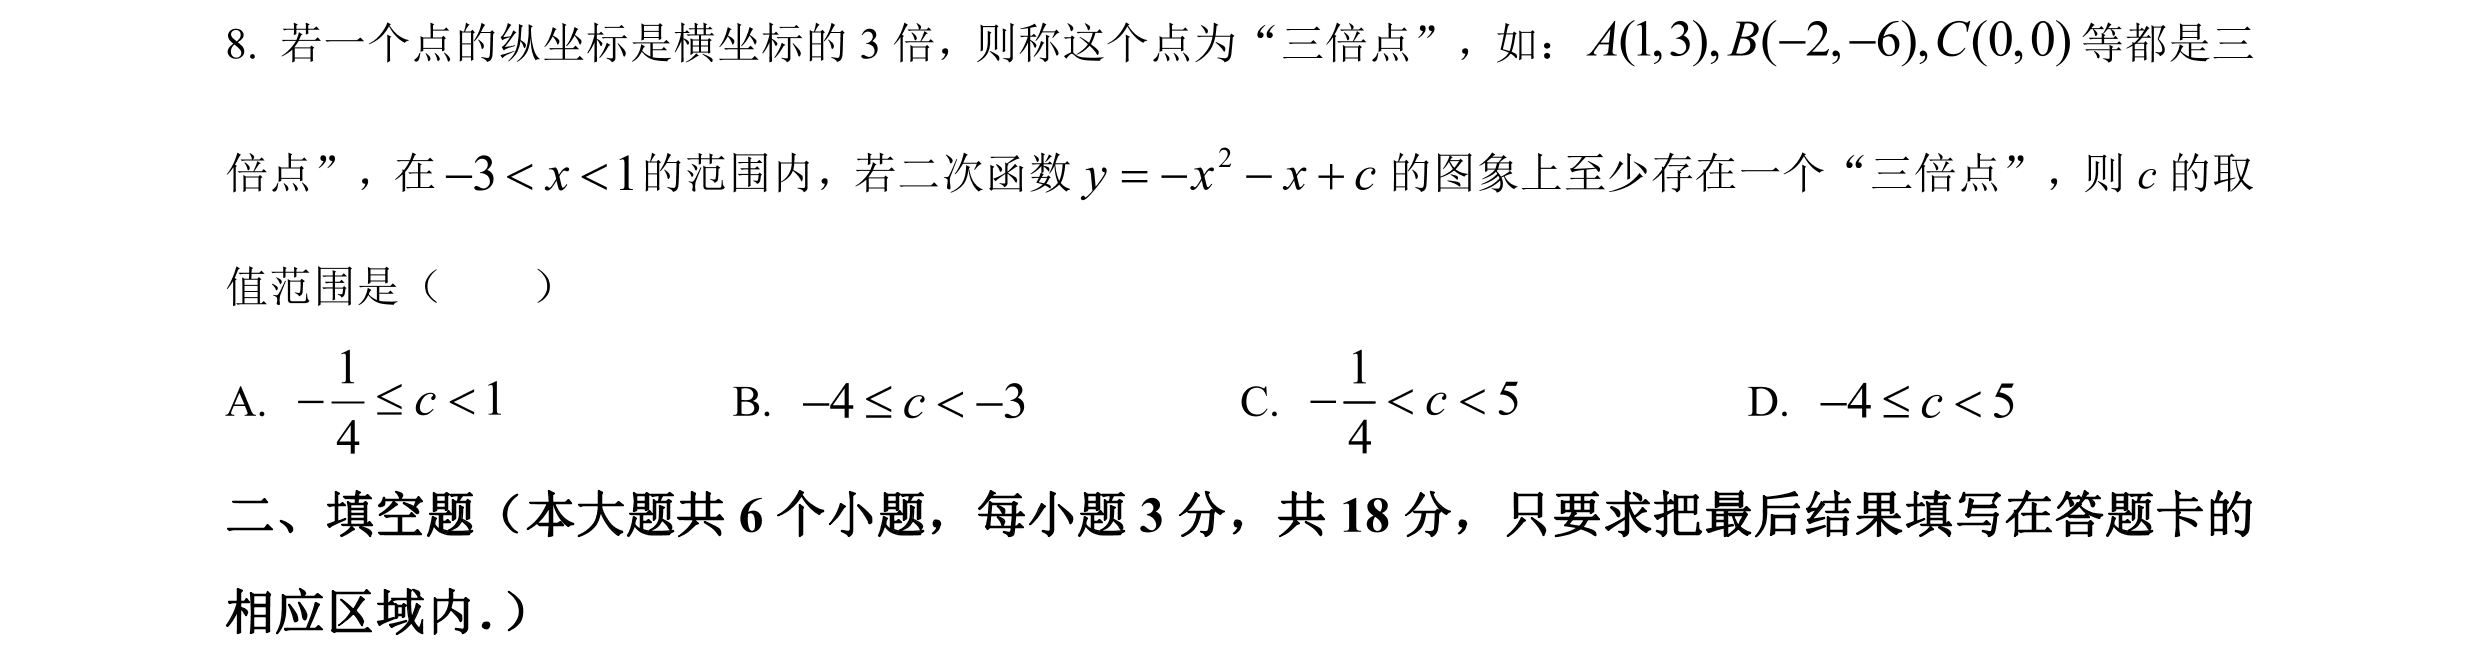 8. 若一个点的纵坐标是横坐标的 3 倍，则称这个点为“三倍点”，如：A(1,3), B(−2,−6), C(0,0) 等都是三
倍点”，在 −3 < x < 1 的范围内，若二次函数 y = −x² − x + c 的图象上至少存在一个“三倍点”，则 c 的取
值范围是（　　）
A. −1/4 ≤ c < 1　　B. −4 ≤ c < −3　　C. −1/4 < c < 5　　D. −4 ≤ c < 5
二、填空题（本大题共 6 个小题，每小题 3 分，共 18 分，只要求把最后结果填写在答题卡的
相应区域内．）